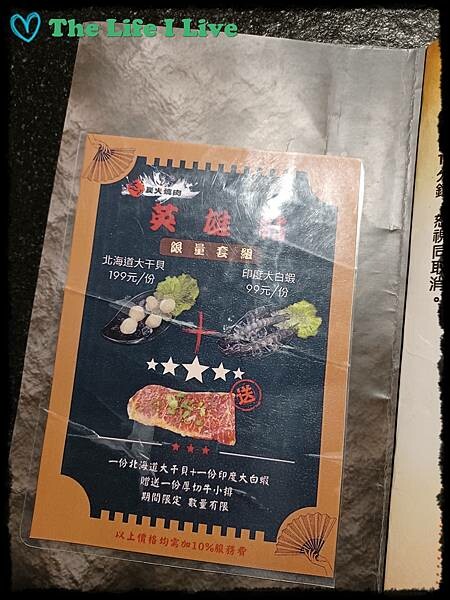 The Life I Live
炭火燒肉
英雄
限量套組
北海道大干貝
199元/份
印度大白蝦
99元/份
送
一份北海道大干貝+一份印度大白蝦
贈送一份厚切牛小排
期間限定 數量有限
以上價格均需加10%服務費
視同取消。